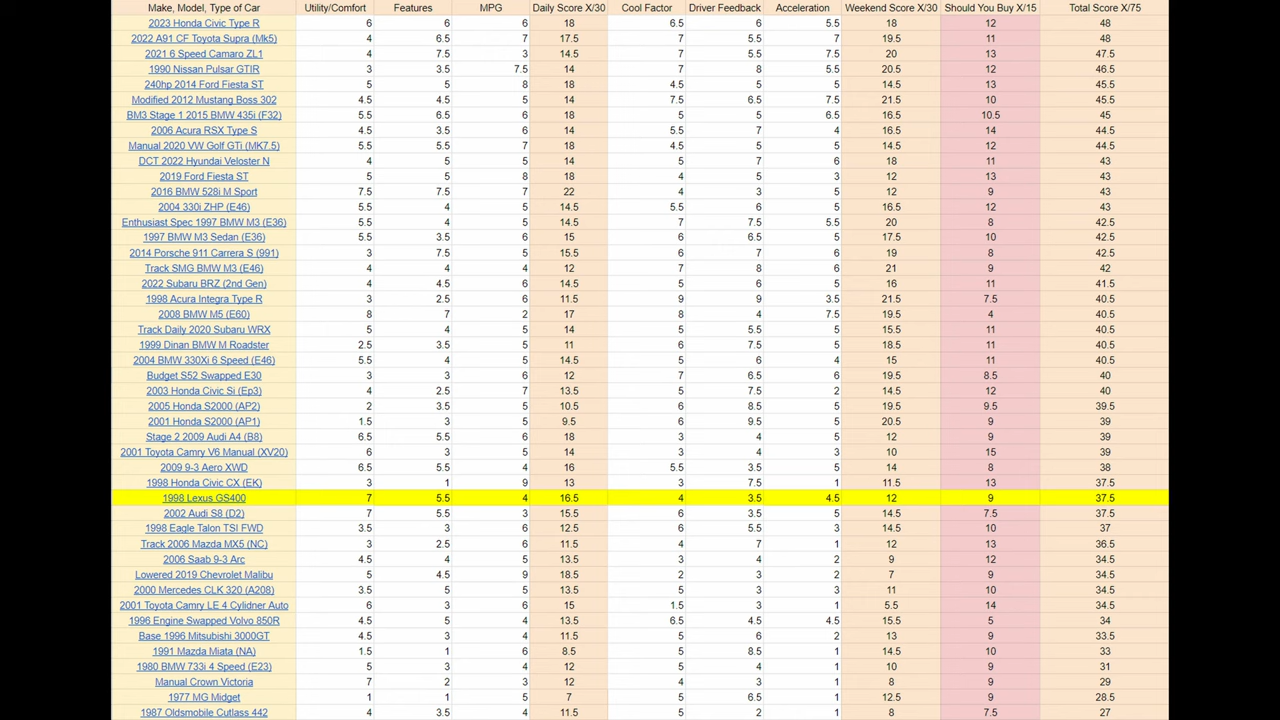 Make, Model, Type of Car Utility/Comfort Features MPG Daily Score X/30 Cool Factor Driver Feedback Acceleration Weekend Score X/30 Should You Buy X/15 Total Score X/75
2023 Honda Civic Type R 6 6 6 18 6.5 6 5.5 18 12 48
2022 A91 CF Toyota Supra (Mk5) 4 6.5 7 17.5 7 5.5 7 19.5 11 48
2021 6 Speed Camaro ZL1 4 7.5 3 14.5 7 5.5 7.5 20 13 47.5
1990 Nissan Pulsar GTIR 3 3.5 7.5 14 7 8 5.5 20.5 12 46.5
240hp 2014 Ford Fiesta ST 5 5 8 18 4.5 5 5 14.5 13 45.5
Modified 2012 Mustang Boss 302 4.5 4.5 5 14 7.5 6.5 7.5 21.5 10 45.5
BM3 Stage 1 2015 BMW 435i (F32) 5.5 6.5 6 18 5 5 6.5 16.5 10.5 45
2006 Acura RSX Type S 4.5 3.5 6 14 5.5 7 4 16.5 14 44.5
Manual 2020 VW Golf GTi (MK7.5) 5.5 5.5 7 18 4.5 5 5 14.5 12 44.5
DCT 2022 Hyundai Veloster N 4 5 5 14 5 7 6 18 11 43
2019 Ford Fiesta ST 5 5 8 18 4 5 3 12 13 43
2016 BMW 528i M Sport 7.5 7.5 7 22 4 3 5 12 9 43
2004 330i ZHP (E46) 5.5 4 5 14.5 5.5 6 5 16.5 12 43
Enthusiast Spec 1997 BMW M3 (E36) 5.5 4 5 14.5 7 7.5 5.5 20 8 42.5
1997 BMW M3 Sedan (E36) 5.5 3.5 6 15 6 6.5 5 17.5 10 42.5
2014 Porsche 911 Carrera S (991) 3 7.5 5 15.5 6 7 6 19 8 42.5
Track SMG BMW M3 (E46) 4 4 4 12 7 8 6 21 9 42
2022 Subaru BRZ (2nd Gen) 4 4.5 6 14.5 5 6 5 16 11 41.5
1998 Acura Integra Type R 3 2.5 6 11.5 9 9 3.5 21.5 7.5 40.5
2008 BMW M5 (E60) 8 7 2 17 8 4 7.5 19.5 4 40.5
Track Daily 2020 Subaru WRX 5 4 5 14 5 5.5 5 15.5 11 40.5
1999 Dinan BMW M Roadster 2.5 3.5 5 11 6 7.5 5 18.5 11 40.5
2004 BMW 330Xi 6 Speed (E46) 5.5 4 5 14.5 5 6 4 15 11 40.5
Budget S52 Swapped E30 3 3 6 12 7 6.5 6 19.5 8.5 40
2003 Honda Civic Si (Ep3) 4 2.5 7 13.5 5 7.5 2 14.5 12 40
2005 Honda S2000 (AP2) 2 3.5 5 10.5 6 8.5 5 19.5 9.5 39.5
2001 Honda S2000 (AP1) 1.5 3 5 9.5 6 9.5 5 20.5 9 39
Stage 2 2009 Audi A4 (B8) 6.5 5.5 6 18 3 4 5 12 9 39
2001 Toyota Camry V6 Manual (XV20) 6 3 5 14 3 4 3 10 15 39
2009 9-3 Aero XWD 6.5 5.5 4 16 5.5 3.5 5 14 8 38
1998 Honda Civic CX (EK) 3 1 9 13 3 7.5 1 11.5 13 37.5
1998 Lexus GS400 7 5.5 4 16.5 4 3.5 4.5 12 9 37.5
2002 Audi S8 (D2) 7 5.5 3 15.5 6 3.5 5 14.5 7.5 37.5
1998 Eagle Talon TSI FWD 3.5 3 6 12.5 6 4.5 4 14.5 10 37
Track 2006 Mazda MX5 (NC) 3 2.5 6 11.5 4 7 1 12 13 36.5
2006 Saab 9-3 Arc 4.5 4 5 13.5 3 4 2 9 12 34.5
Lowered 2019 Chevrolet Malibu 5 4.5 9 18.5 2 3 2 7 9 34.5
2000 Mercedes CLK 320 (A208) 3.5 5 5 13.5 5 3 3 11 10 34.5
2001 Toyota Camry LE 4 Cylidner Auto 6 3 6 15 1.5 3 1 5.5 14 34.5
1996 Engine Swapped Volvo 850R 4.5 5 4 13.5 6.5 4.5 4.5 15.5 5 34
Base 1996 Mitsubishi 3000GT 4.5 3 4 11.5 5 6 2 13 9 33.5
1991 Mazda Miata (NA) 1.5 1 6 8.5 5 8.5 1 14.5 10 33
1980 BMW 733i 4 Speed (E23) 5 3 4 12 5 4 1 10 9 31
Manual Crown Victoria 7 2 3 12 4 3 1 8 9 29
1977 MG Midget 1 1 5 7 5 6.5 1 12.5 9 28.5
1987 Oldsmobile Cutlass 442 4 3.5 4 11.5 5 2 1 8 7.5 27